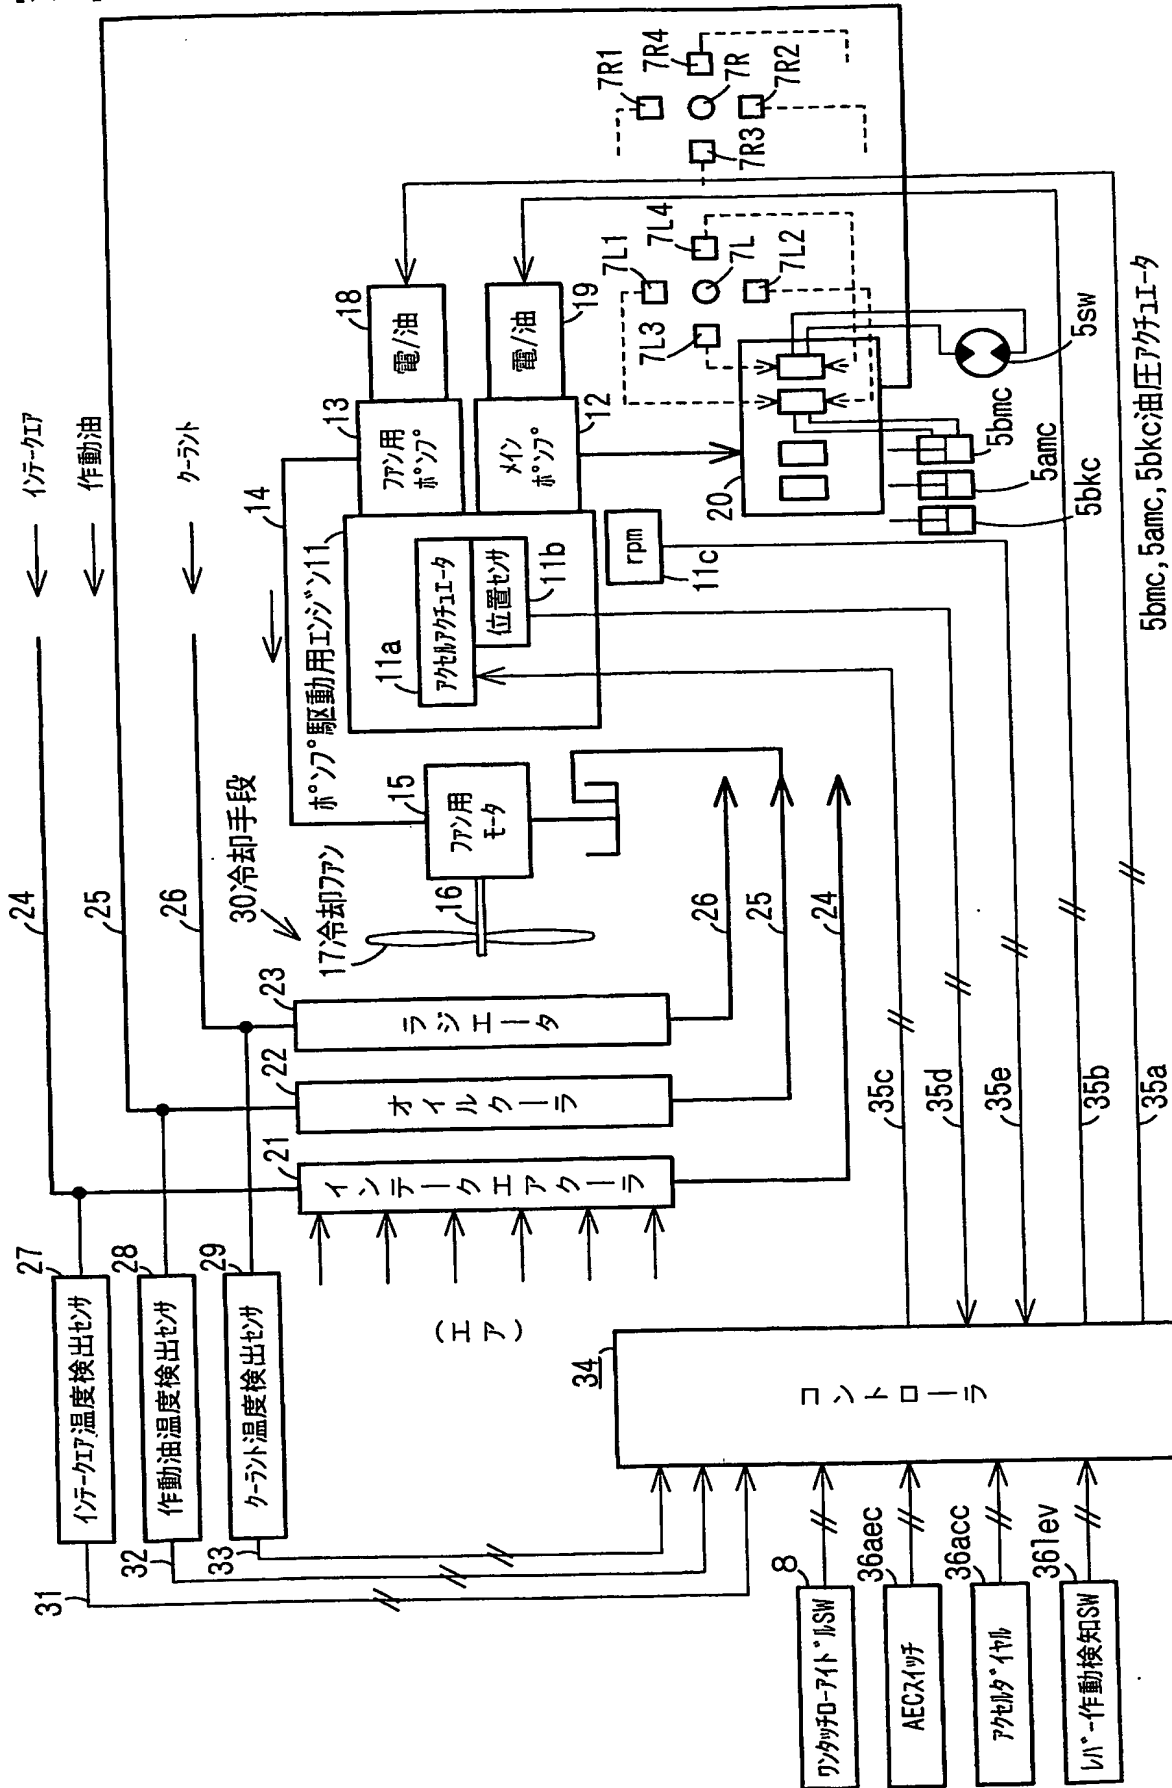 インテークエア
作動油
クーラント
24
25
26
14
30冷却手段
17冷却ファン
16
15
ファン用
モータ
ポンプ駆動用エンジン11
11a
アクセルアクチュエータ
位置センサ
11b
rpm
11c
13
ファン用
ポンプ
メイン
ポンプ
12
18
電/油
電/油
19
20
7L1
7L4
7L
7L2
7L3
7R1
7R4
7R
7R2
7R3
5sw
5bmc
5amc
5bkc
5bmc, 5amc, 5bkc油圧アクチュエータ
23
ラジエータ
22
オイルクーラ
21
インテークエアクーラ
26
25
24
27
インテークエア温度検出センサ
28
作動油温度検出センサ
29
クーラント温度検出センサ
31
32
33
(エア)
34
コントローラ
35c
35d
35e
35b
35a
8
ワンタッチローアイドルSW
36aec
AECスイッチ
36acc
アクセルダイヤル
36lev
レバー作動検知SW